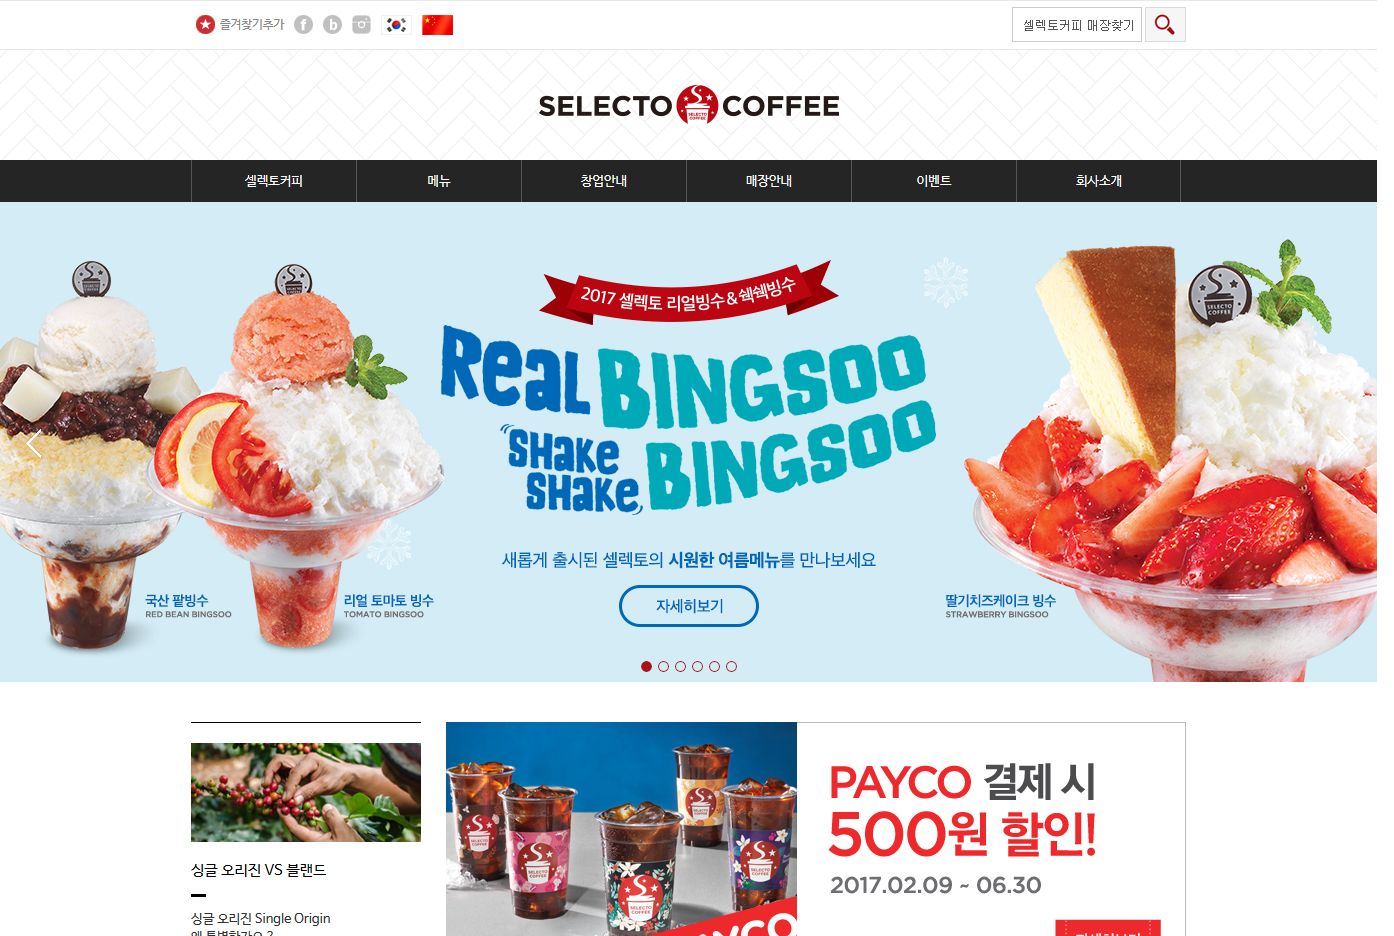 즐겨찾기추가
셀렉토커피 매장찾기
SELECTO COFFEE
셀렉토커피
메뉴
창업안내
매장안내
이벤트
회사소개
2017 셀렉토 리얼빙수 & 쉑쉑빙수
Real BINGSOO
"SHAKE SHAKE" BINGSOO
새롭게 출시된 셀렉토의 시원한 여름메뉴를 만나보세요
자세히보기
국산 팥빙수
RED BEAN BINGSOO
리얼 토마토 빙수
TOMATO BINGSOO
딸기치즈케이크 빙수
STRAWBERRY BINGSOO
SELECTO COFFEE
싱글 오리진 VS 블랜드
싱글 오리진 Single Origin
PAYCO 결제 시
500원 할인!
2017.02.09 ~ 06.30
SELECTO COFFEE
PAYCO